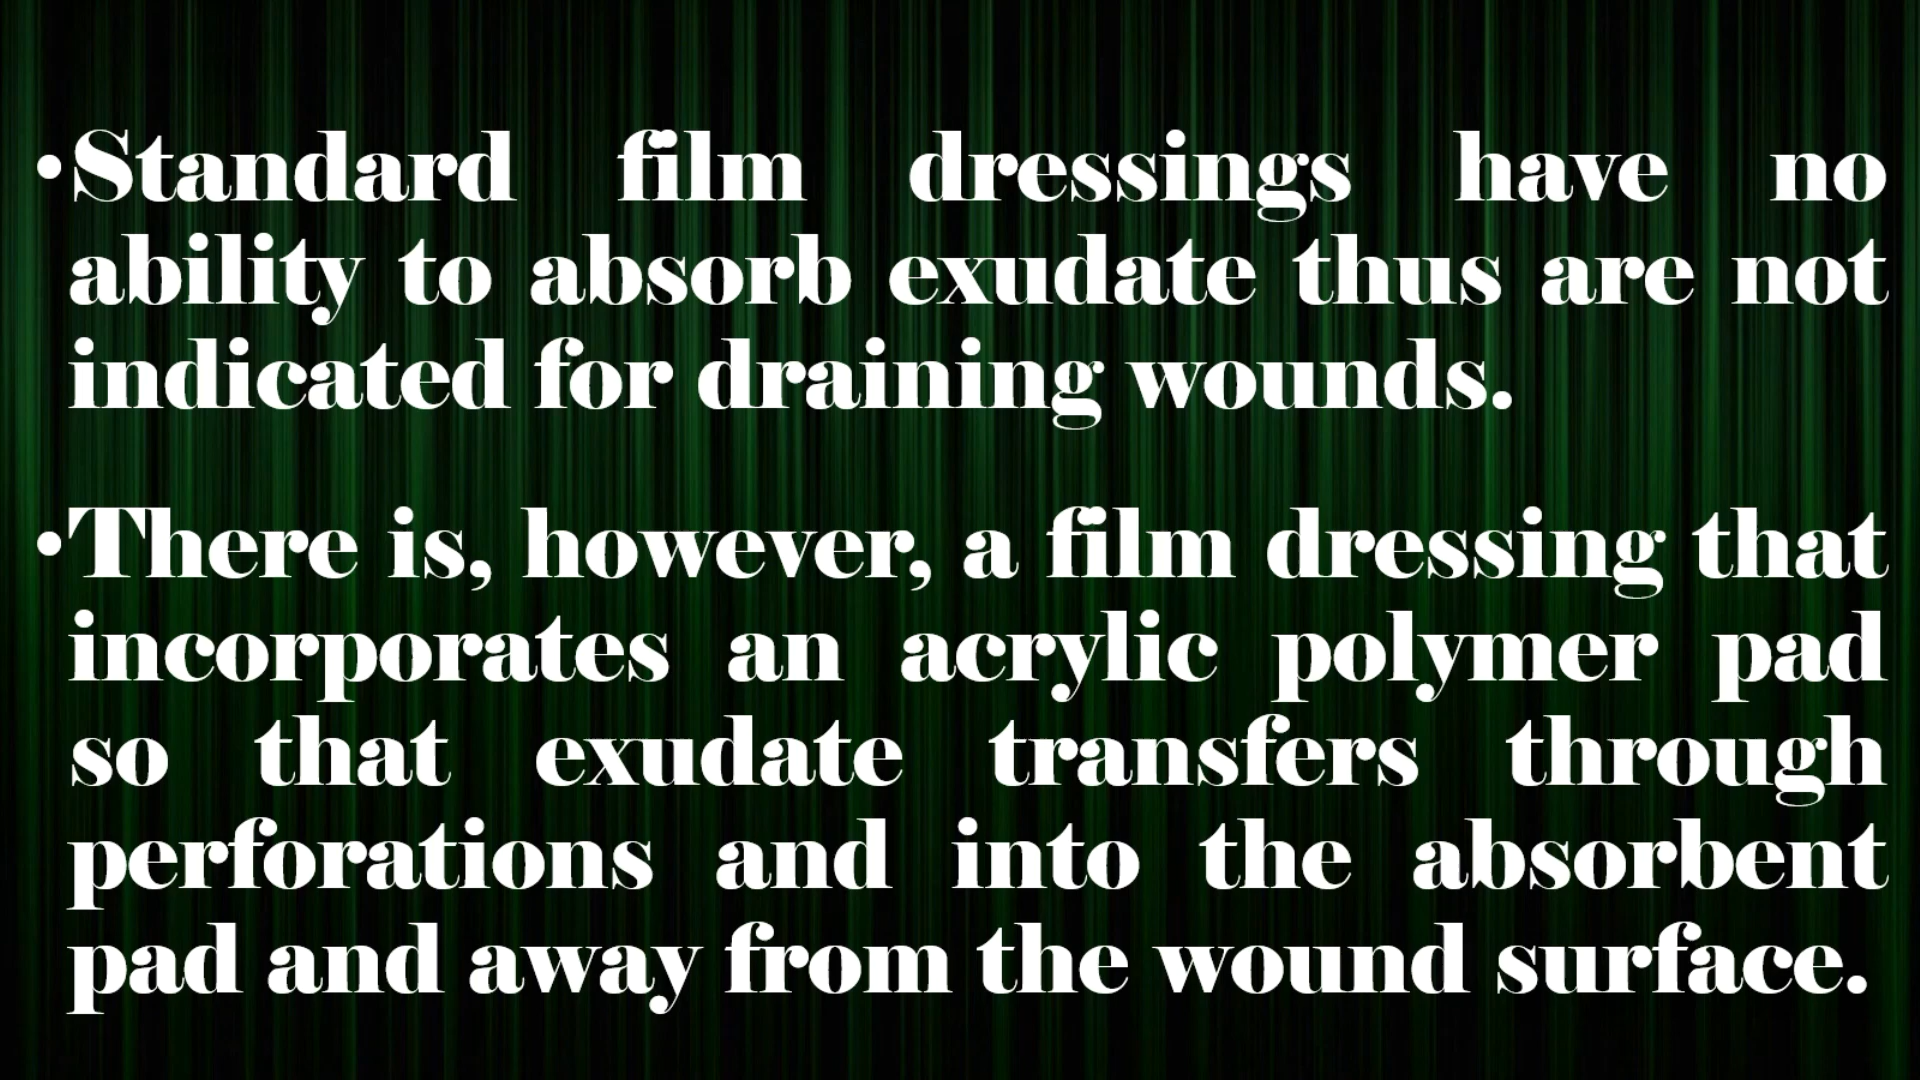 •Standard film dressings have no
ability to absorb exudate thus are not
indicated for draining wounds.
•There is, however, a film dressing that
incorporates an acrylic polymer pad
so that exudate transfers through
perforations and into the absorbent
pad and away from the wound surface.